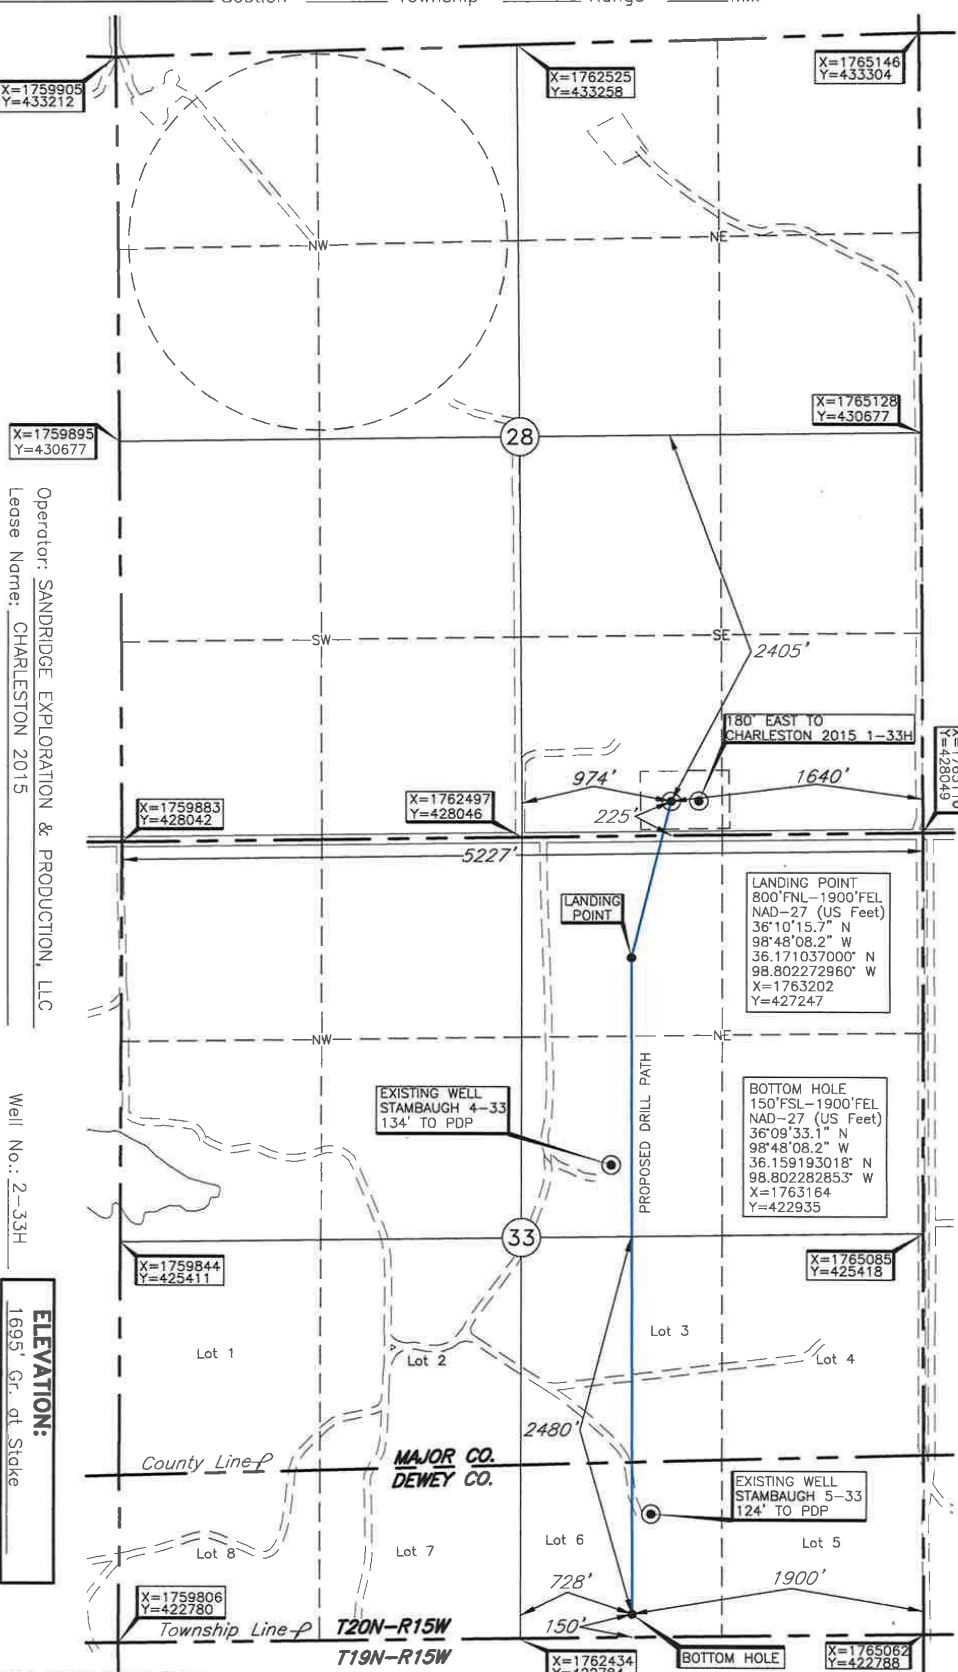 Section
Township
Range
X=1759905
Y=433212
X=1762525
Y=433258
X=1765146
Y=433304
NW
NE
X=1759895
Y=430677
28
X=1765128
Y=430677
SW
SE
2405'
180' EAST TO
CHARLESTON 2015 1-33H
974'
1640'
225'
X=1759883
Y=428042
X=1762497
Y=428046
Y=428049
5227'
LANDING
POINT
LANDING POINT
800'FNL-1900'FEL
NAD-27 (US Feet)
36°10'15.7" N
98°48'08.2" W
36.171037000° N
98.802272960° W
X=1763202
Y=427247
NW
NE
EXISTING WELL
STAMBAUGH 4-33
134' TO PDP
PROPOSED DRILL PATH
BOTTOM HOLE
150'FSL-1900'FEL
NAD-27 (US Feet)
36°09'33.1" N
98°48'08.2" W
36.159193018° N
98.802282853° W
X=1763164
Y=422935
33
X=1759844
Y=425411
X=1765085
Y=425418
Lot 1
Lot 2
Lot 3
Lot 4
2480'
County Line
MAJOR CO.
DEWEY CO.
EXISTING WELL
STAMBAUGH 5-33
124' TO PDP
Lot 8
Lot 7
Lot 6
Lot 5
X=1759806
Y=422780
728'
1900'
150'
Township Line
T20N-R15W
T19N-R15W
X=1762434
BOTTOM HOLE
X=1765062
Y=422788
Operator: SANDRIDGE EXPLORATION & PRODUCTION, LLC
Lease Name: CHARLESTON 2015
Well No.: 2-33H
ELEVATION:
1695' Gr. at Stake